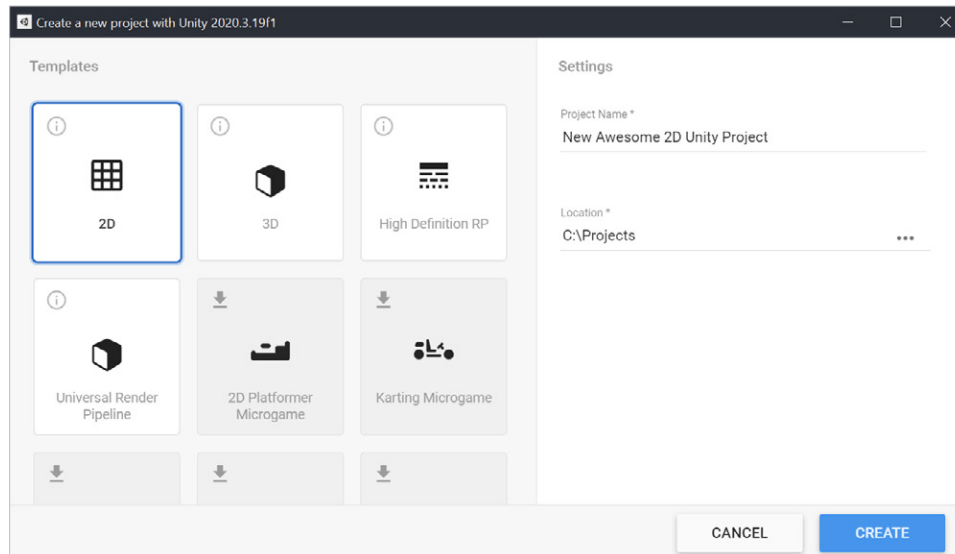 Create a new project with Unity 2020.3.19f1
Templates
2D
3D
High Definition RP
Universal Render
Pipeline
2D Platformer
Microgame
Karting Microgame
Settings
Project Name *
New Awesome 2D Unity Project
Location *
C:\Projects
CANCEL
CREATE